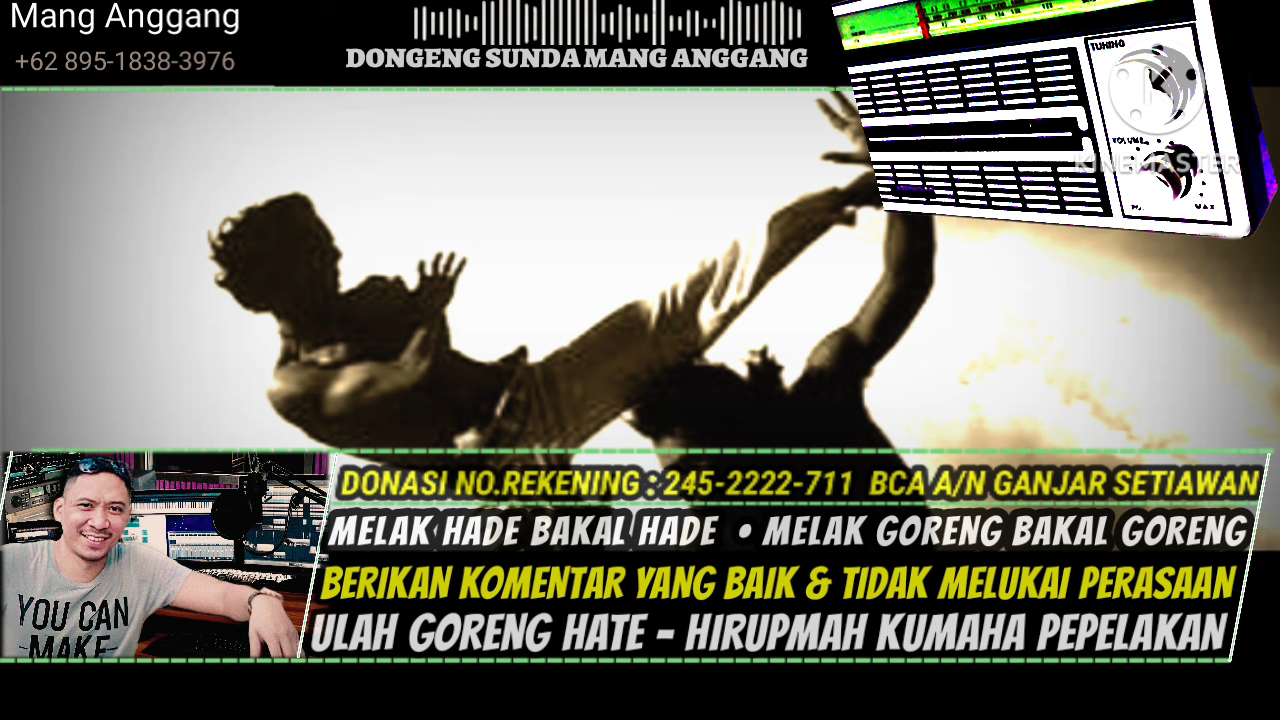 Mang Anggang
+62 895-1838-3976
DONGENG SUNDA MANG ANGGANG
TUNING
VOLUME
MAX
KINEMASTER
DONASI NO.REKENING : 245-2222-711 BCA A/N GANJAR SETIAWAN
MELAK HADE BAKAL HADE • MELAK GORENG BAKAL GORENG
BERIKAN KOMENTAR YANG BAIK & TIDAK MELUKAI PERASAAN
ULAH GORENG HATE - HIRUPMAH KUMAHA PEPELAKAN
YOU CAN
MAKE